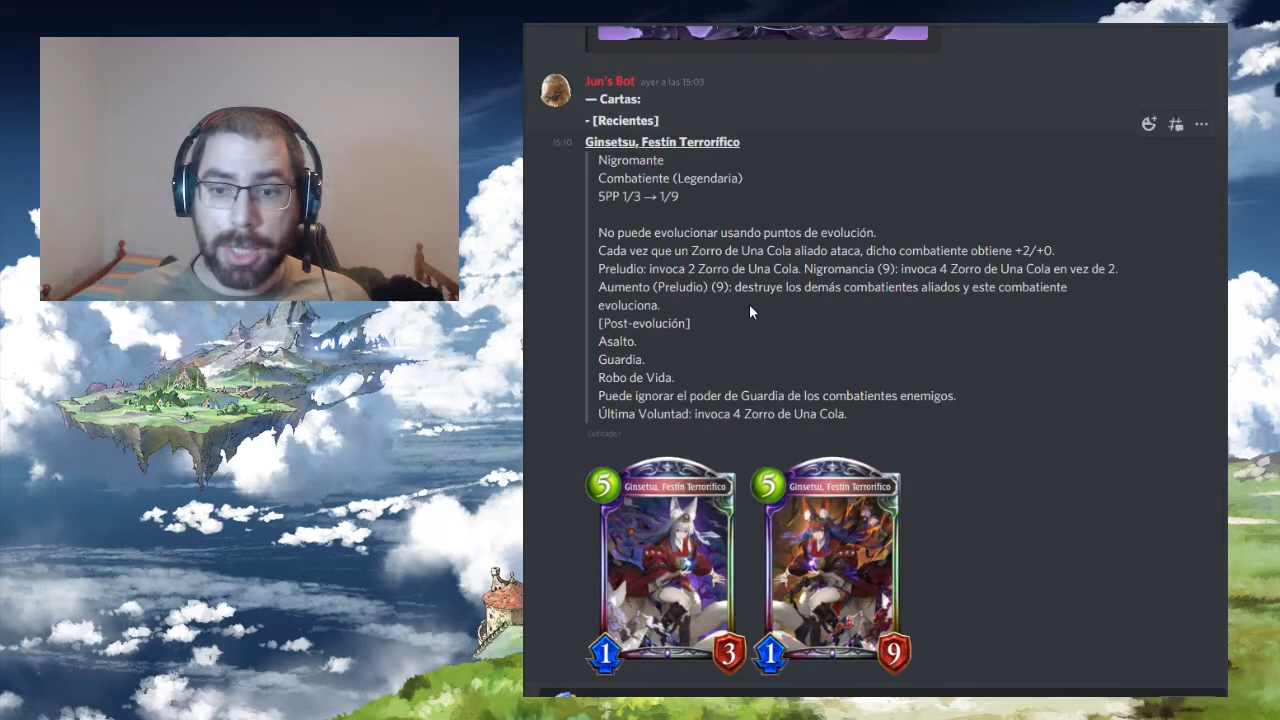 Jun's Bot ayer a las 15:03
— Cartas:
- [Recientes]
15:10 Ginsetsu, Festín Terrorífico
Nigromante
Combatiente (Legendaria)
5PP 1/3 → 1/9
No puede evolucionar usando puntos de evolución.
Cada vez que un Zorro de Una Cola aliado ataca, dicho combatiente obtiene +2/+0.
Preludio: invoca 2 Zorro de Una Cola. Nigromancia (9): invoca 4 Zorro de Una Cola en vez de 2.
Aumento (Preludio) (9): destruye los demás combatientes aliados y este combatiente
evoluciona.
[Post-evolución]
Asalto.
Guardia.
Robo de Vida.
Puede ignorar el poder de Guardia de los combatientes enemigos.
Última Voluntad: invoca 4 Zorro de Una Cola.
(editado)
5 Ginsetsu, Festín Terrorífico
1 3
5 Ginsetsu, Festín Terrorífico
1 9